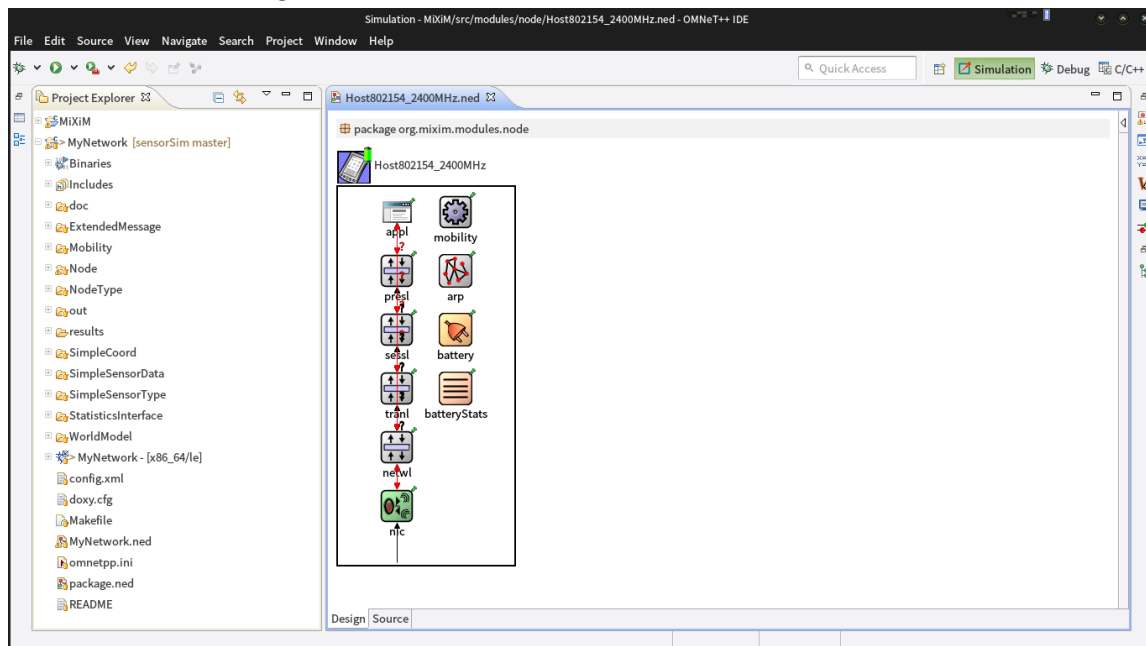 Simulation - MiXiM/src/modules/node/Host802154_2400MHz.ned - OMNeT++ IDE
File Edit Source View Navigate Search Project Window Help
Quick Access
Simulation
Debug
C/C++
Project Explorer
Host802154_2400MHz.ned
MiXiM
> MyNetwork [sensorSim master]
Binaries
Includes
doc
ExtendedMessage
Mobility
Node
NodeType
out
results
SimpleCoord
SimpleSensorData
SimpleSensorType
StatisticsInterface
WorldModel
> MyNetwork - [x86_64/le]
config.xml
doxy.cfg
Makefile
MyNetwork.ned
omnetpp.ini
package.ned
README
package org.mixim.modules.node
Host802154_2400MHz
appl
mobility
?
presl
arp
?
sessl
battery
?
tranl
batteryStats
?
netwl
nic
Design Source